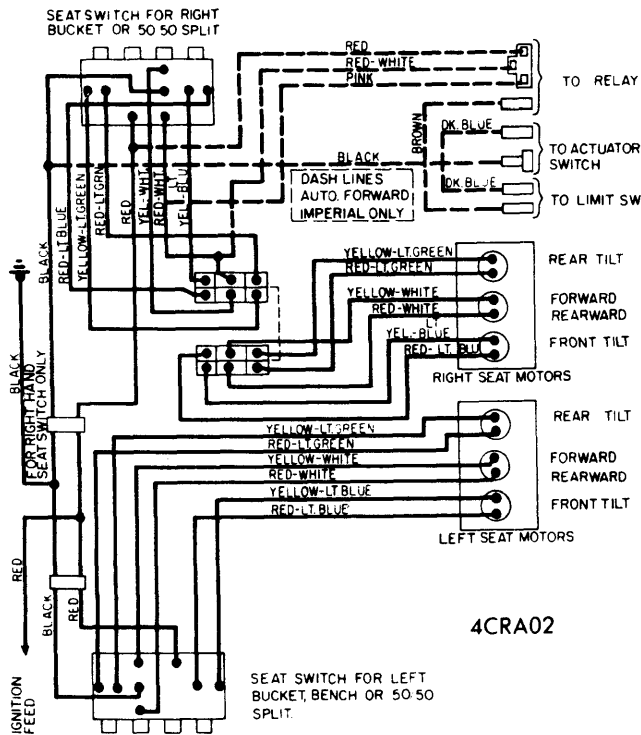 SEAT SWITCH FOR RIGHT
BUCKET OR 50 50 SPLIT
RED
RED-WHITE
PINK
TO RELAY
BROWN
DK. BLUE
TO ACTUATOR
SWITCH
BLACK
DK. BLUE
TO LIMIT SW
DASH LINES
AUTO. FORWARD
IMPERIAL ONLY
BLACK
RED-LT.BLUE
YELLOW-LT.GREEN
RED-LT.GRN
RED
YEL-WHT.
RED-WHT.
YEL-BLU
YELLOW-LT.GREEN
RED-LT.GREEN
REAR TILT
YELLOW-WHITE
RED-WHITE
FORWARD
REARWARD
LT
YEL.-BLUE
RED- LT. BLU
FRONT TILT
RIGHT SEAT MOTORS
BLACK
FOR RIGHT HAND
SEAT SWITCH ONLY
YELLOW-LT.GREEN
RED-LT.GREEN
REAR TILT
YELLOW-WHITE
RED-WHITE
FORWARD
REARWARD
YELLOW-LT.BLUE
RED-LT.BLUE
FRONT TILT
LEFT SEAT MOTORS
RED
BLACK
RED
4CRA02
IGNITION
FEED
SEAT SWITCH FOR LEFT
BUCKET, BENCH OR 50 50
SPLIT.